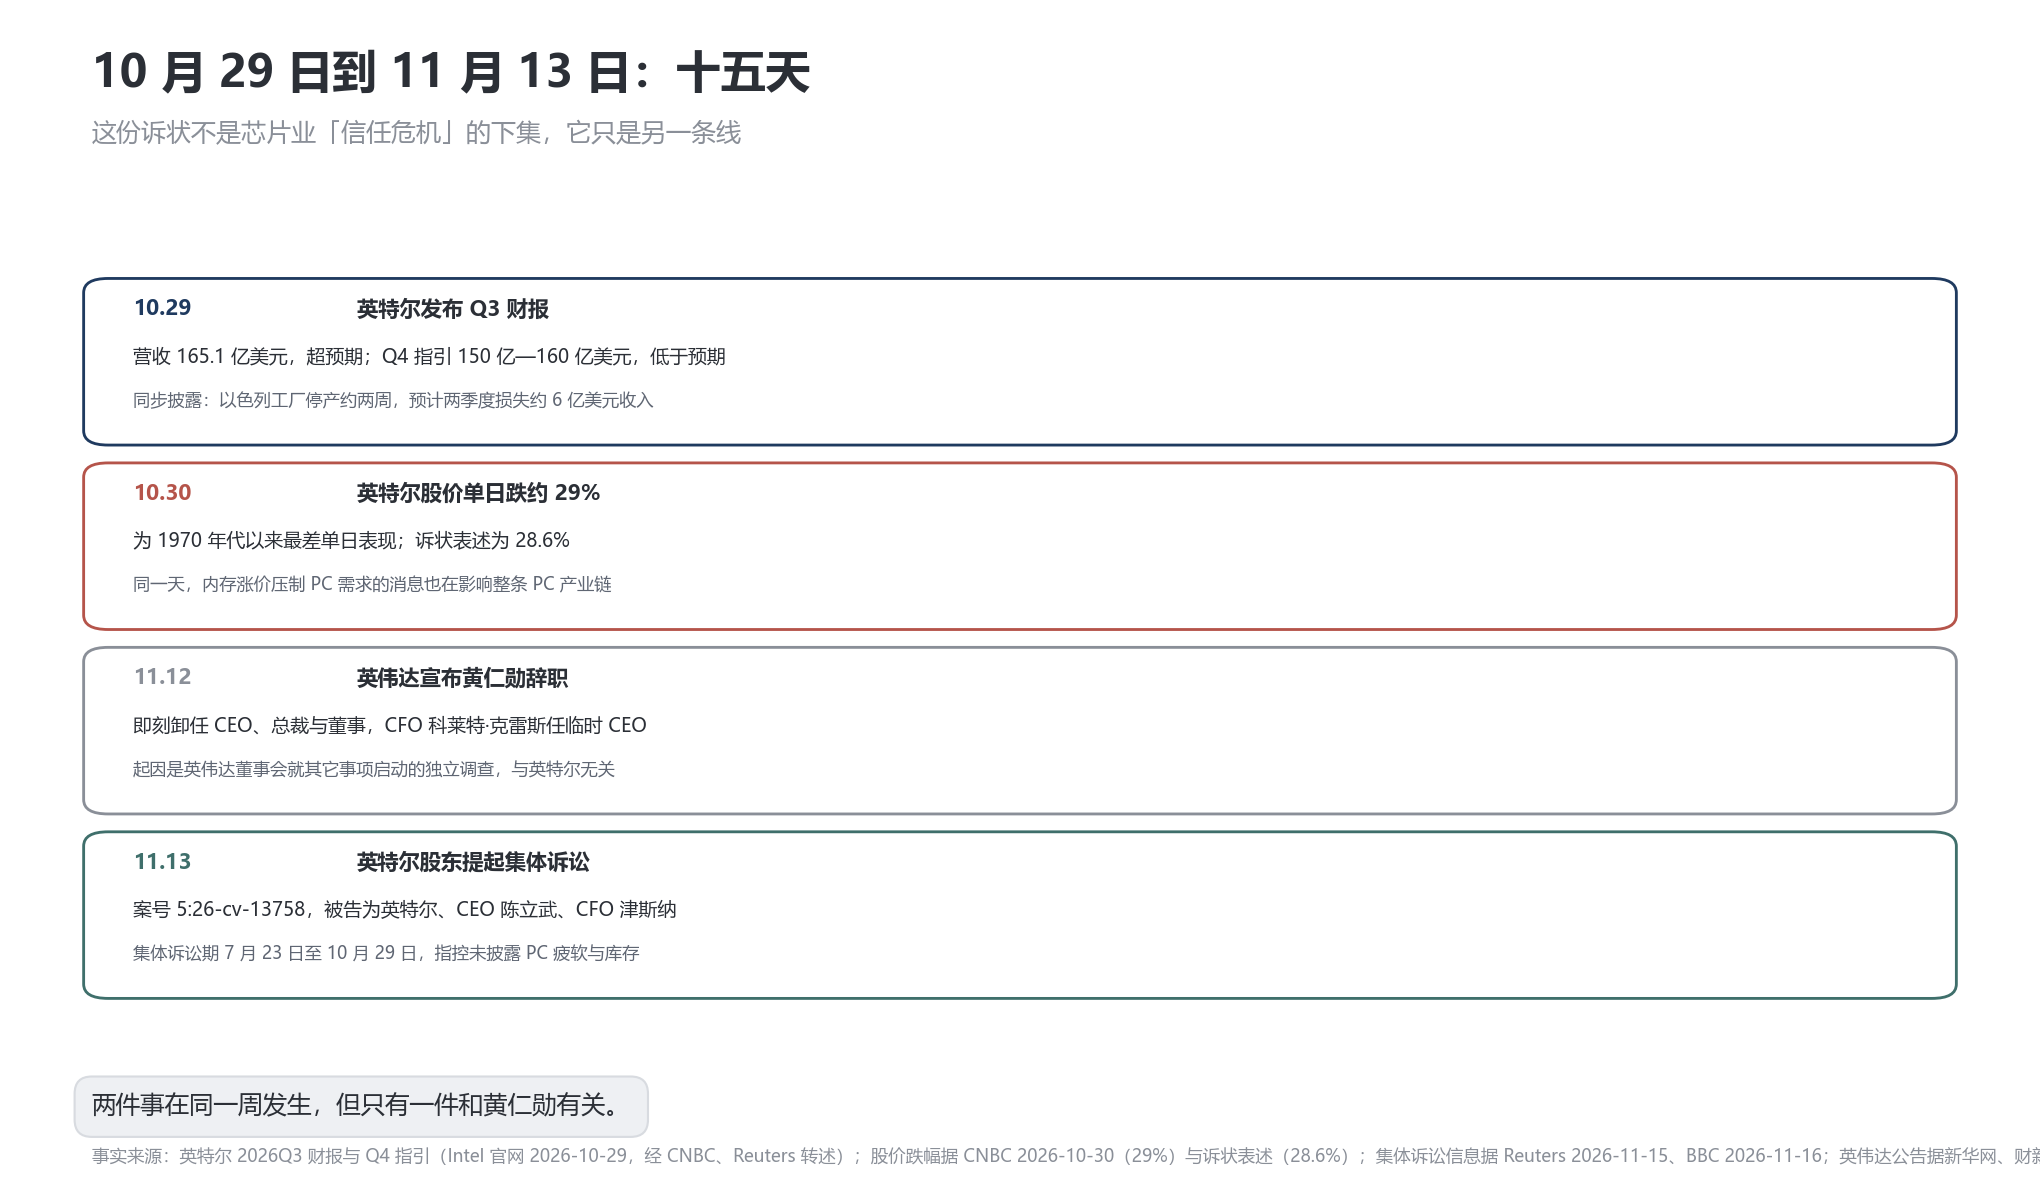 10 月 29 日到 11 月 13 日：十五天
这份诉状不是芯片业「信任危机」的下集，它只是另一条线
10.29 英特尔发布 Q3 财报
营收 165.1 亿美元，超预期；Q4 指引 150 亿—160 亿美元，低于预期
同步披露：以色列工厂停产约两周，预计两季度损失约 6 亿美元收入
10.30 英特尔股价单日跌约 29%
为 1970 年代以来最差单日表现；诉状表述为 28.6%
同一天，内存涨价压制 PC 需求的消息也在影响整条 PC 产业链
11.12 英伟达宣布黄仁勋辞职
即刻卸任 CEO、总裁与董事，CFO 科莱特·克雷斯任临时 CEO
起因是英伟达董事会就其它事项启动的独立调查，与英特尔无关
11.13 英特尔股东提起集体诉讼
案号 5:26-cv-13758，被告为英特尔、CEO 陈立武、CFO 津斯纳
集体诉讼期 7 月 23 日至 10 月 29 日，指控未披露 PC 疲软与库存
两件事在同一周发生，但只有一件和黄仁勋有关。
事实来源：英特尔 2026Q3 财报与 Q4 指引（Intel 官网 2026-10-29，经 CNBC、Reuters 转述）；股价跌幅据 CNBC 2026-10-30（29%）与诉状表述（28.6%）；集体诉讼信息据 Reuters 2026-11-15、BBC 2026-11-16；英伟达公告据新华网、财